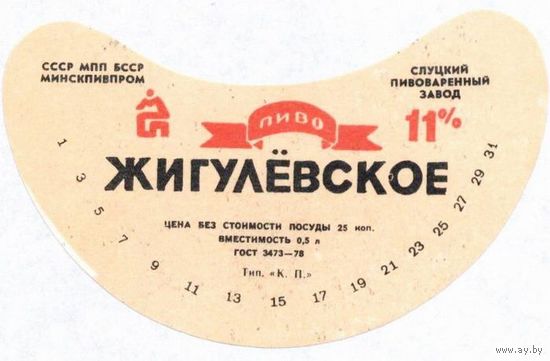 СССР МПП БССР
МИНСКПИВПРОМ
СЛУЦКИЙ
ПИВОВАРЕННЫЙ
ЗАВОД
ПИВО
11%
ЖИГУЛЁВСКОЕ
ЦЕНА БЕЗ СТОИМОСТИ ПОСУДЫ 25 коп.
ВМЕСТИМОСТЬ 0,5 л
ГОСТ 3473—78
Тип. «К. П.»
1 3 5 7 9 11 13 15 17 19 21 23 25 27 29 31
www.ay.by